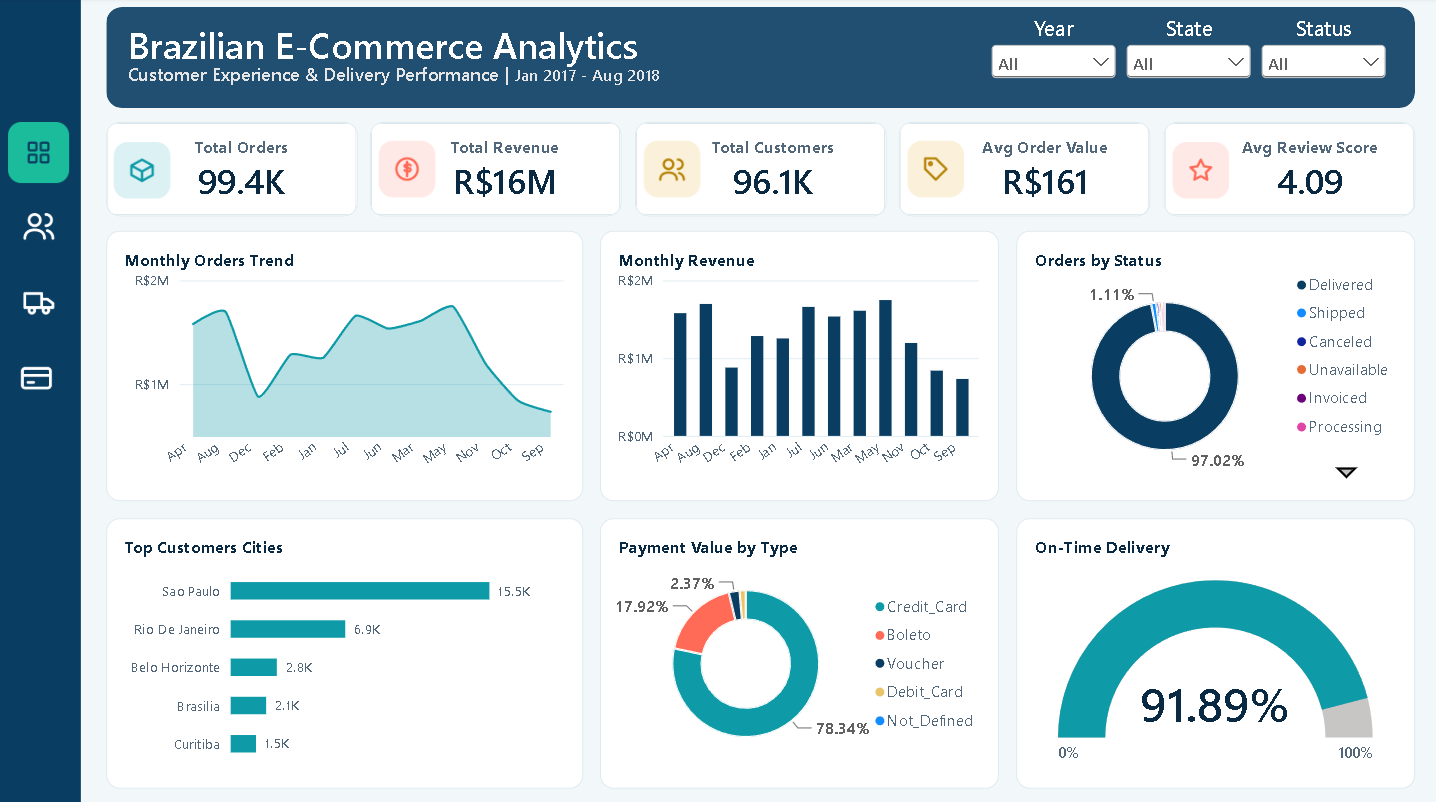 Brazilian E-Commerce Analytics
Customer Experience & Delivery Performance | Jan 2017 - Aug 2018
Year
State
Status
All
All
All
Total Orders
99.4K
Total Revenue
R$16M
Total Customers
96.1K
Avg Order Value
R$161
Avg Review Score
4.09
Monthly Orders Trend
R$2M
R$1M
Apr Aug Dec Feb Jan Jul Jun Mar May Nov Oct Sep
Monthly Revenue
R$2M
R$1M
R$0M
Apr Aug Dec Feb Jan Jul Jun Mar May Nov Oct Sep
Orders by Status
1.11%
97.02%
Delivered
Shipped
Canceled
Unavailable
Invoiced
Processing
Top Customers Cities
Sao Paulo 15.5K
Rio De Janeiro 6.9K
Belo Horizonte 2.8K
Brasilia 2.1K
Curitiba 1.5K
Payment Value by Type
2.37%
17.92%
78.34%
Credit_Card
Boleto
Voucher
Debit_Card
Not_Defined
On-Time Delivery
91.89%
0% 100%